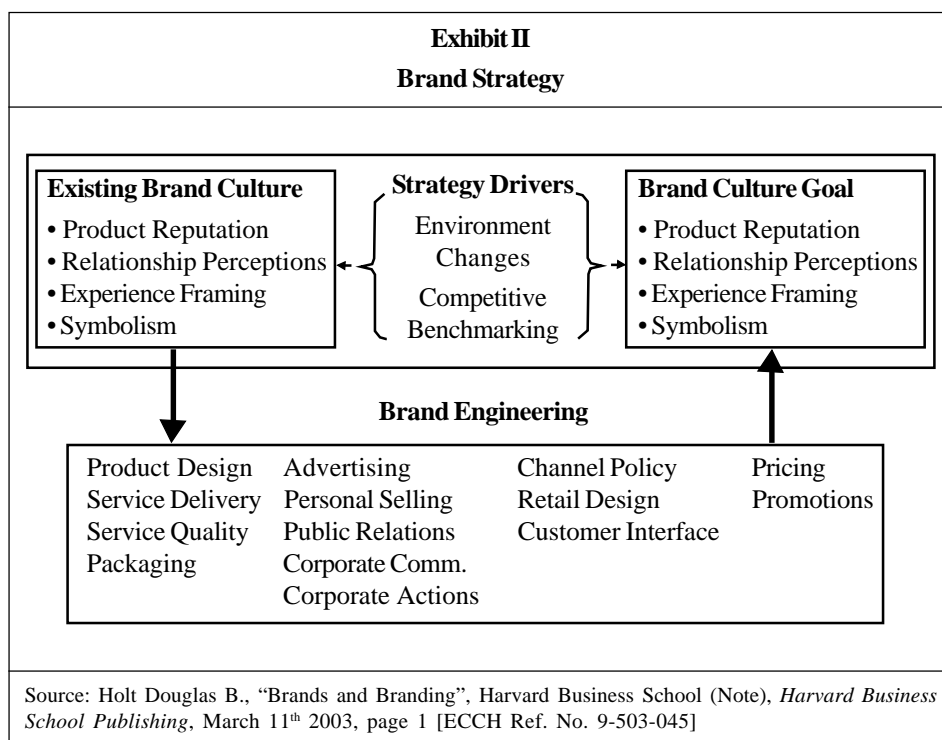 Exhibit II
Brand Strategy
Existing Brand Culture
• Product Reputation
• Relationship Perceptions
• Experience Framing
• Symbolism
Strategy Drivers
Environment
Changes
Competitive
Benchmarking
Brand Culture Goal
• Product Reputation
• Relationship Perceptions
• Experience Framing
• Symbolism
Brand Engineering
Product Design
Service Delivery
Service Quality
Packaging
Advertising
Personal Selling
Public Relations
Corporate Comm.
Corporate Actions
Channel Policy
Retail Design
Customer Interface
Pricing
Promotions
Source: Holt Douglas B., “Brands and Branding”, Harvard Business School (Note), Harvard Business
School Publishing, March 11th 2003, page 1 [ECCH Ref. No. 9-503-045]